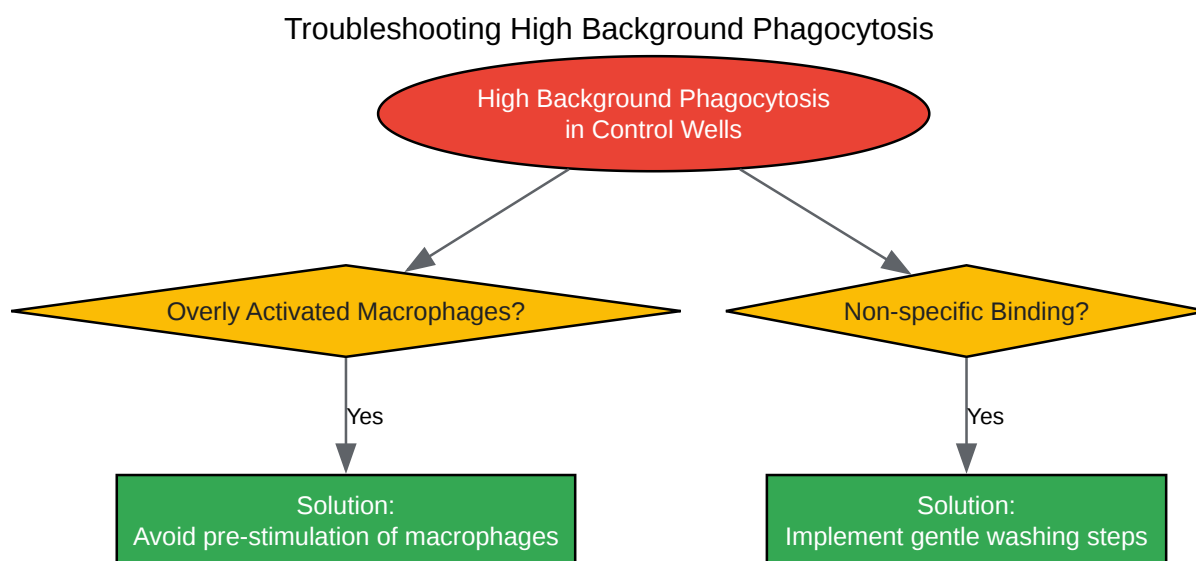 Troubleshooting High Background Phagocytosis
High Background Phagocytosis
in Control Wells
Overly Activated Macrophages?
Non-specific Binding?
Yes
Yes
Solution:
Avoid pre-stimulation of macrophages
Solution:
Implement gentle washing steps